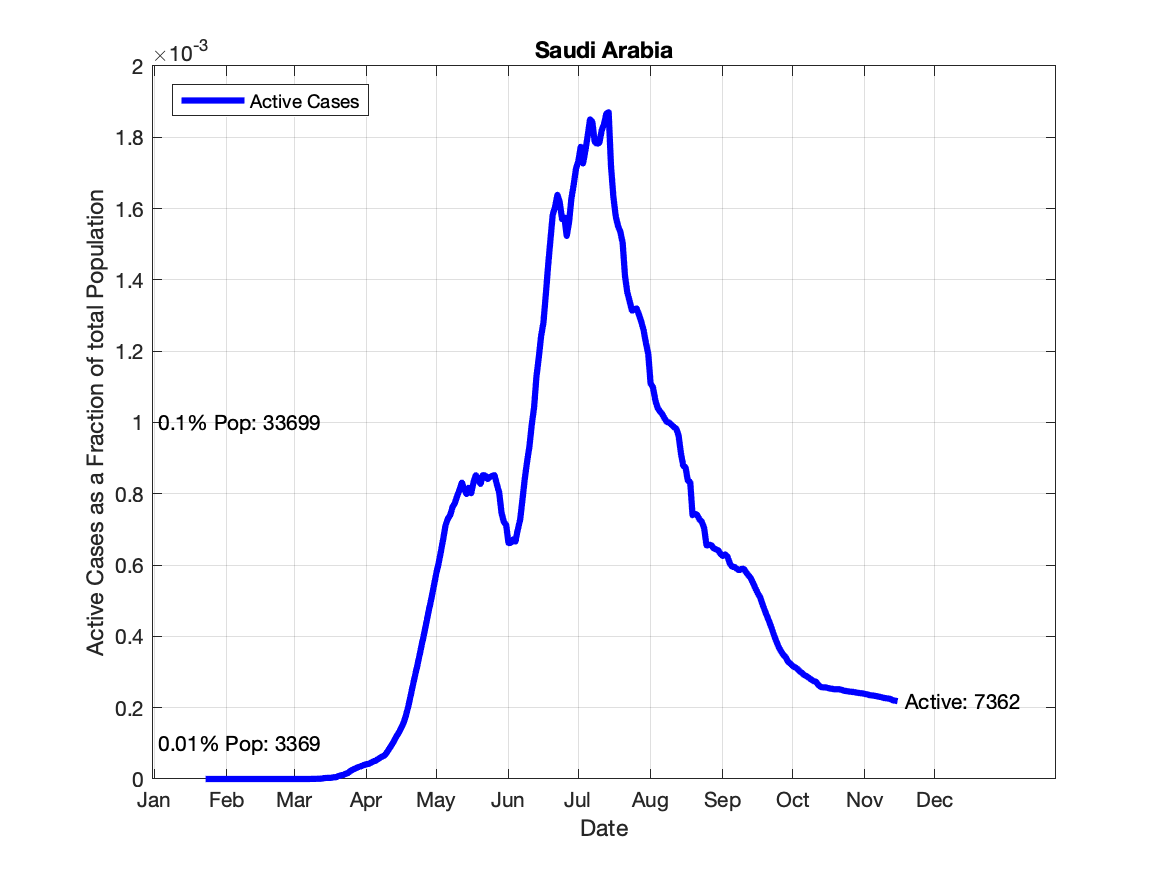 Saudi Arabia
×10⁻³
Active Cases
2
1.8
1.6
1.4
1.2
1
0.8
0.6
0.4
0.2
0
Active Cases as a Fraction of total Population
0.1% Pop: 33699
0.01% Pop: 3369
Active: 7362
Jan Feb Mar Apr May Jun Jul Aug Sep Oct Nov Dec
Date